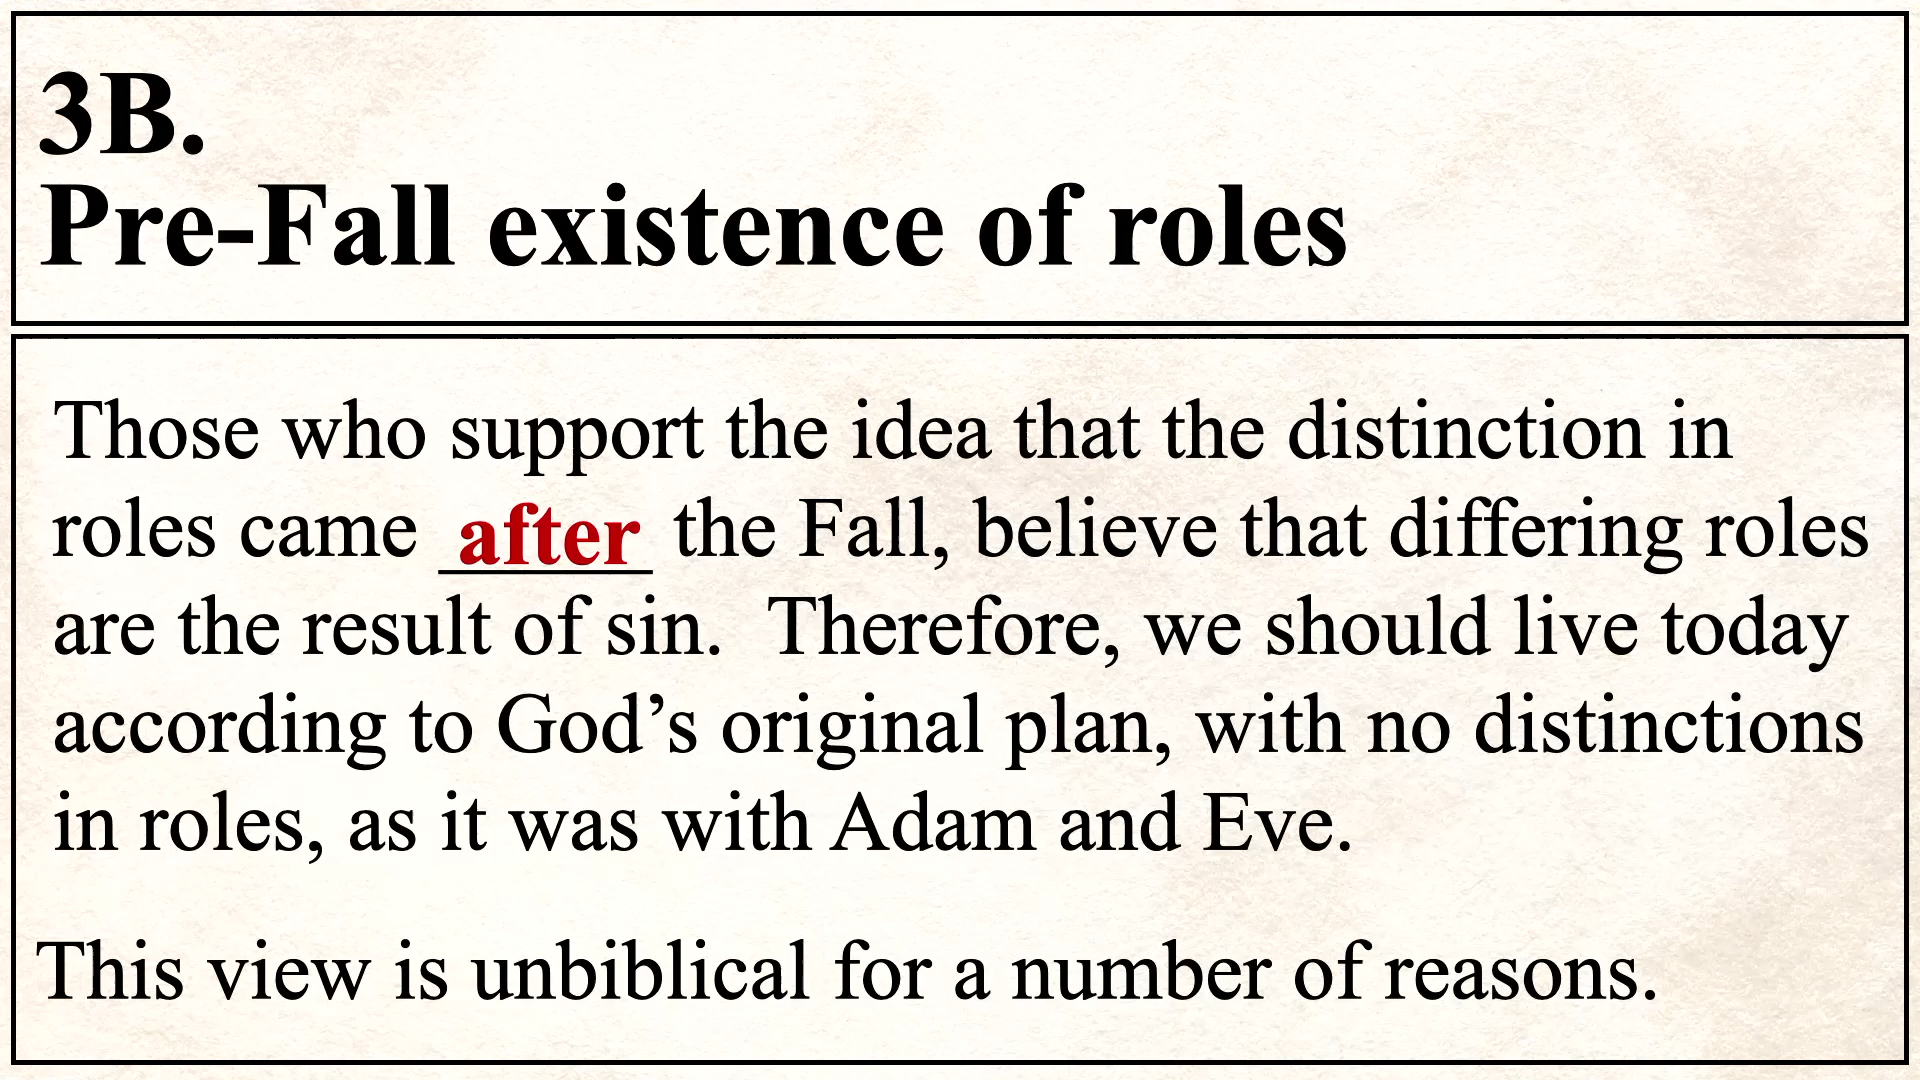 3B.
Pre-Fall existence of roles
Those who support the idea that the distinction in
roles came after the Fall, believe that differing roles
are the result of sin.  Therefore, we should live today
according to God’s original plan, with no distinctions
in roles, as it was with Adam and Eve.
This view is unbiblical for a number of reasons.